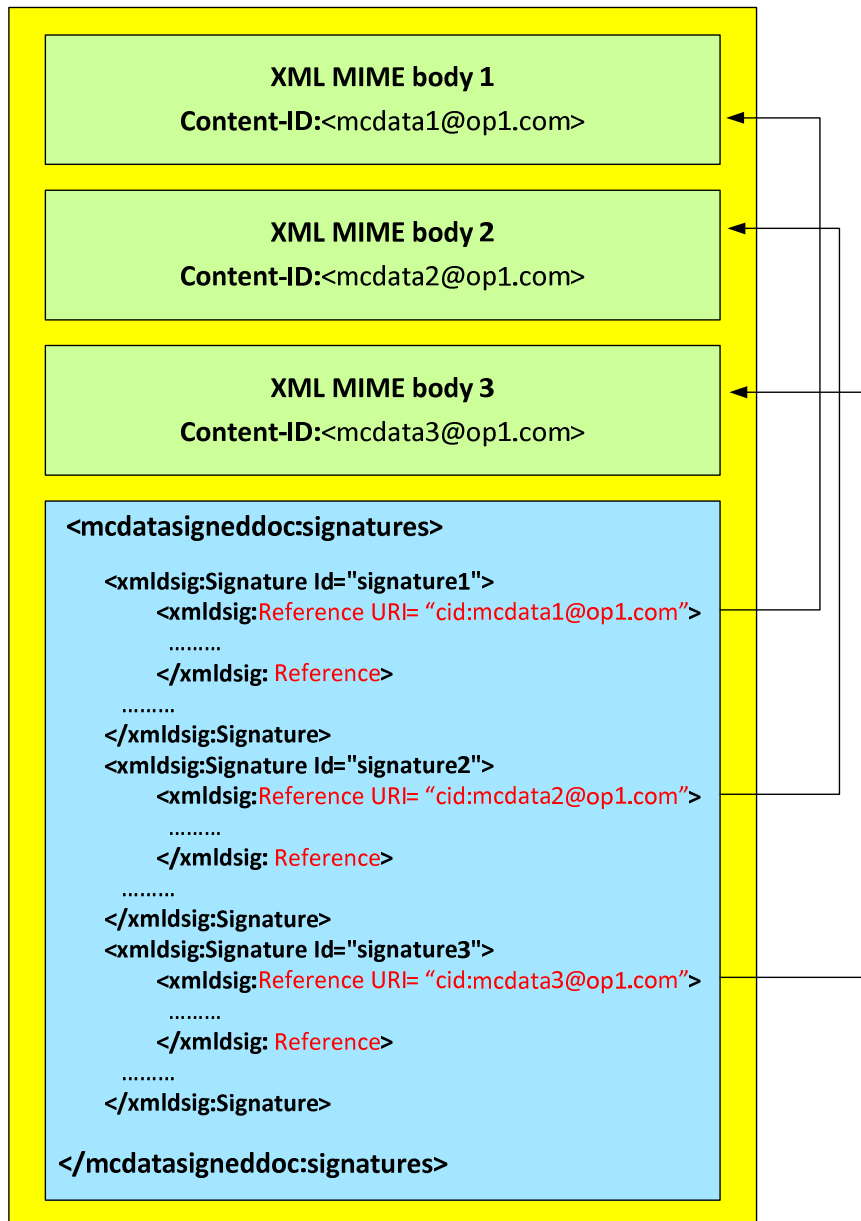 XML MIME body 1
Content-ID:<mcdata1@op1.com>
XML MIME body 2
Content-ID:<mcdata2@op1.com>
XML MIME body 3
Content-ID:<mcdata3@op1.com>
<mcdatasigneddoc:signatures>
<xmldsig:Signature Id="signature1">
<xmldsig:Reference URI= “cid:mcdata1@op1.com”>
.........
</xmldsig: Reference>
.........
</xmldsig:Signature>
<xmldsig:Signature Id="signature2">
<xmldsig:Reference URI= “cid:mcdata2@op1.com”>
.........
</xmldsig: Reference>
.........
</xmldsig:Signature>
<xmldsig:Signature Id="signature3">
<xmldsig:Reference URI= “cid:mcdata3@op1.com”>
.........
</xmldsig: Reference>
.........
</xmldsig:Signature>
</mcdatasigneddoc:signatures>